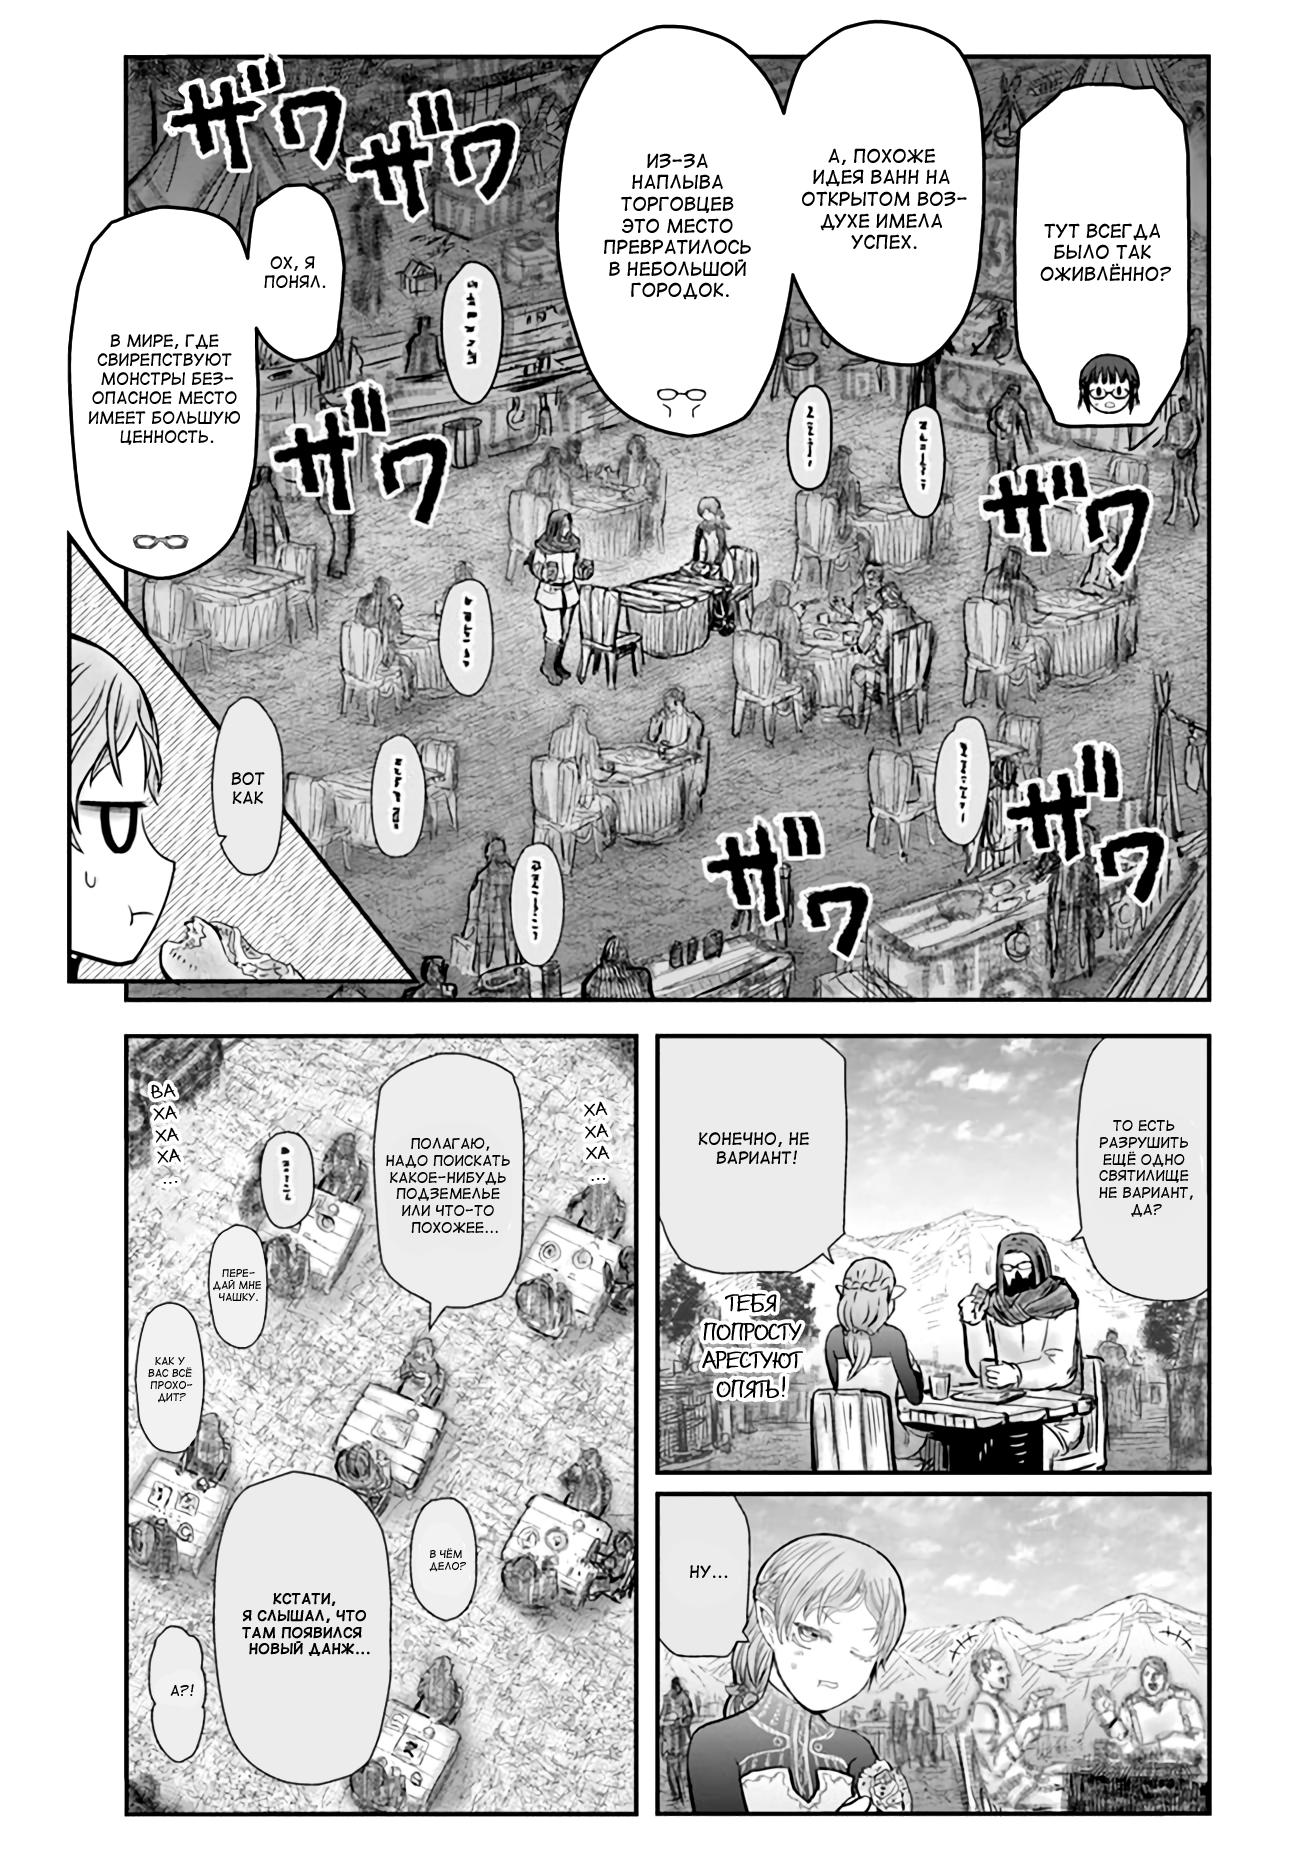 ТУТ ВСЕГДА
БЫЛО ТАК
ОЖИВЛЁННО?
А, ПОХОЖЕ
ИДЕЯ ВАНН НА
ОТКРЫТОМ ВОЗ-
ДУХЕ ИМЕЛА
УСПЕХ.
ИЗ-ЗА
НАПЛЫВА
ТОРГОВЦЕВ
ЭТО МЕСТО
ПРЕВРАТИЛОСЬ
В НЕБОЛЬШОЙ
ГОРОДОК.
ザワ
ザワ
ОХ, Я
ПОНЯЛ.
В МИРЕ, ГДЕ
СВИРЕПСТВУЮТ
МОНСТРЫ БЕЗ-
ОПАСНОЕ МЕСТО
ИМЕЕТ БОЛЬШУЮ
ЦЕННОСТЬ.
ザワ
ザワ
ザワ
ザワ
ВОТ
КАК
ТО ЕСТЬ
РАЗРУШИТЬ
ЕЩЁ ОДНО
СВЯТИЛИЩЕ
НЕ ВАРИАНТ,
ДА?
КОНЕЧНО, НЕ
ВАРИАНТ!
ТЕБЯ
ПОПРОСТУ
АРЕСТУЮТ
ОПЯТЬ!
НУ...
ХА
ХА
ХА
...
ПОЛАГАЮ,
НАДО ПОИСКАТЬ
КАКОЕ-НИБУДЬ
ПОДЗЕМЕЛЬЕ
ИЛИ ЧТО-ТО
ПОХОЖЕЕ...
ВА
ХА
ХА
ХА
...
ПЕРЕ-
ДАЙ МНЕ
ЧАШКУ.
КАК У
ВАС ВСЁ
ПРОХО-
ДИТ?
В ЧЁМ
ДЕЛО?
КСТАТИ,
Я СЛЫШАЛ, ЧТО
ТАМ ПОЯВИЛСЯ
НОВЫЙ ДАНЖ...
А?!